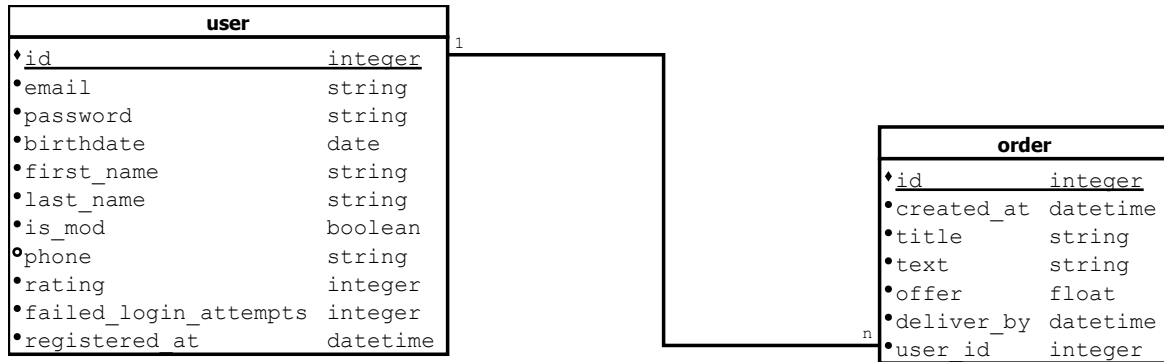 user
id integer
email string
password string
birthdate date
first_name string
last_name string
is_mod boolean
phone string
rating integer
failed_login_attempts integer
registered_at datetime
1
n
order
id integer
created_at datetime
title string
text string
offer float
deliver_by datetime
user_id integer